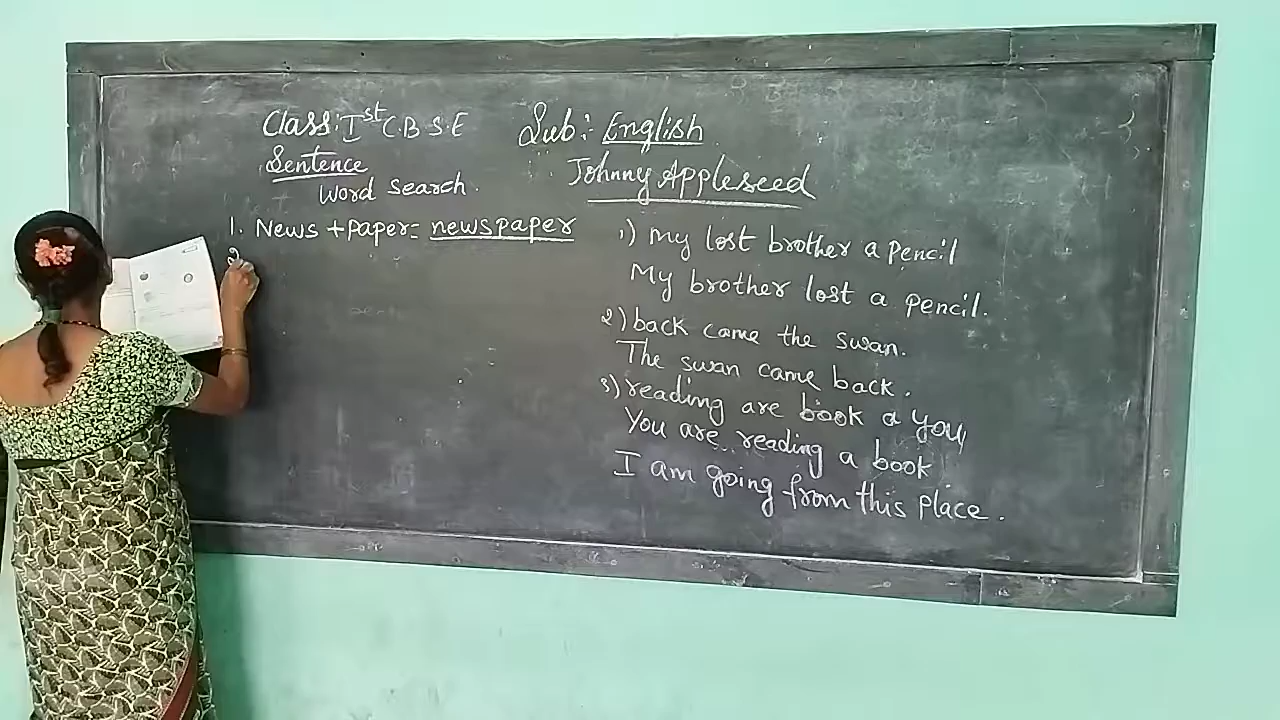 Class: Ist C.B.S.E
Sub:- English
Sentence
Johnny Appleseed
Word search.
1. News + paper = newspaper
2
1) My lost brother a pencil
My brother lost a pencil.
2) back came the swan.
The swan came back.
3) reading are book a you
You are reading a book.
I am going from this place.